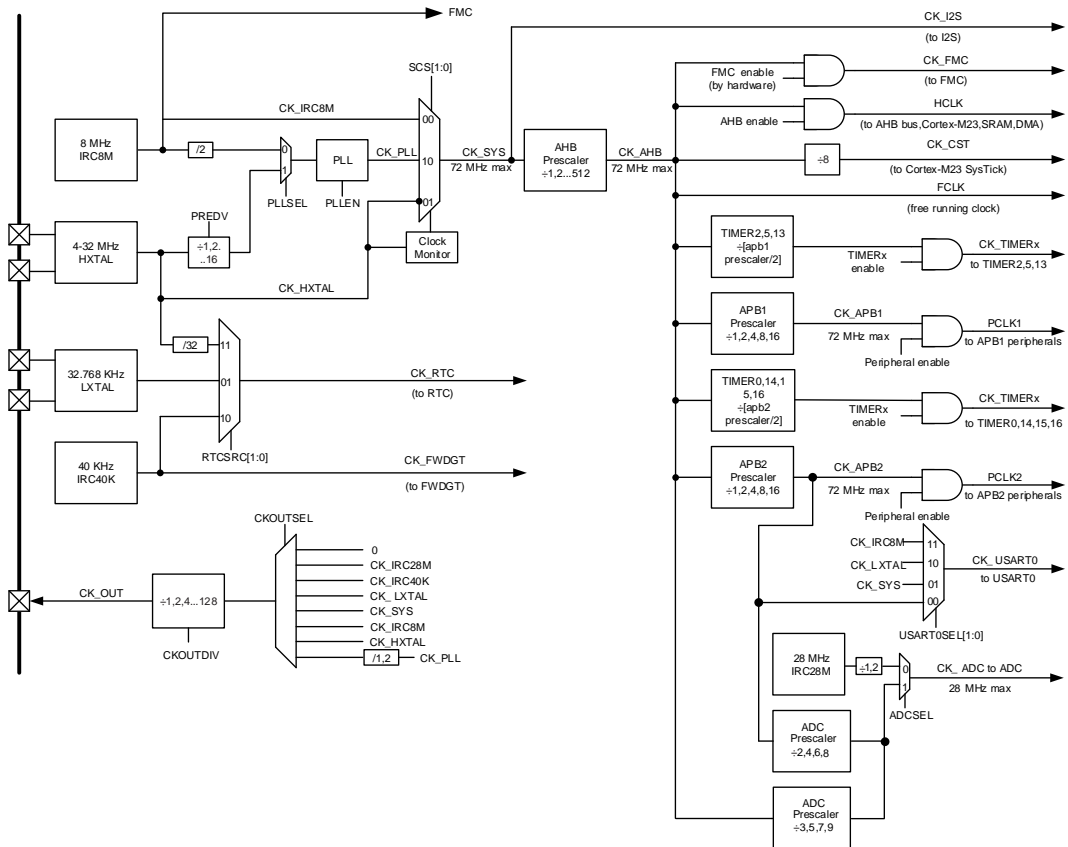 FMC
CK_I2S
(to I2S)
SCS[1:0]
CK_FMC
FMC enable
(by hardware)
(to FMC)
CK_IRC8M
00
HCLK
AHB enable
(to AHB bus,Cortex-M23,SRAM,DMA)
8 MHz
IRC8M
/2
0
1
PLL
CK_PLL
10
CK_SYS
72 MHz max
AHB
Prescaler
÷1,2...512
CK_AHB
72 MHz max
CK_CST
÷8
(to Cortex-M23 SysTick)
PLLSEL
PLLEN
01
FCLK
(free running clock)
PREDV
4-32 MHz
HXTAL
÷1,2.
..16
Clock
Monitor
TIMER2,5,13
÷[apb1
prescaler/2]
CK_TIMERx
TIMERx
enable
to TIMER2,5,13
CK_HXTAL
/32
11
APB1
Prescaler
÷1,2,4,8,16
CK_APB1
72 MHz max
PCLK1
to APB1 peripherals
Peripheral enable
32.768 KHz
LXTAL
01
CK_RTC
(to RTC)
TIMER0,14,1
5,16
÷[apb2
prescaler/2]
CK_TIMERx
TIMERx
enable
to TIMER0,14,15,16
10
RTCSRC[1:0]
40 KHz
IRC40K
CK_FWDGT
(to FWDGT)
APB2
Prescaler
÷1,2,4,8,16
CK_APB2
72 MHz max
PCLK2
to APB2 peripherals
Peripheral enable
CKOUTSEL
0
CK_IRC28M
CK_IRC40K
CK_LXTAL
CK_SYS
CK_IRC8M
CK_HXTAL
/1,2
CK_PLL
CK_OUT
÷1,2,4...128
CKOUTDIV
CK_IRC8M
11
CK_LXTAL
10
CK_SYS
01
00
CK_USART0
to USART0
USART0SEL[1:0]
28 MHz
IRC28M
÷1,2
0
1
CK_ ADC to ADC
28 MHz max
ADCSEL
ADC
Prescaler
÷2,4,6,8
ADC
Prescaler
÷3,5,7,9